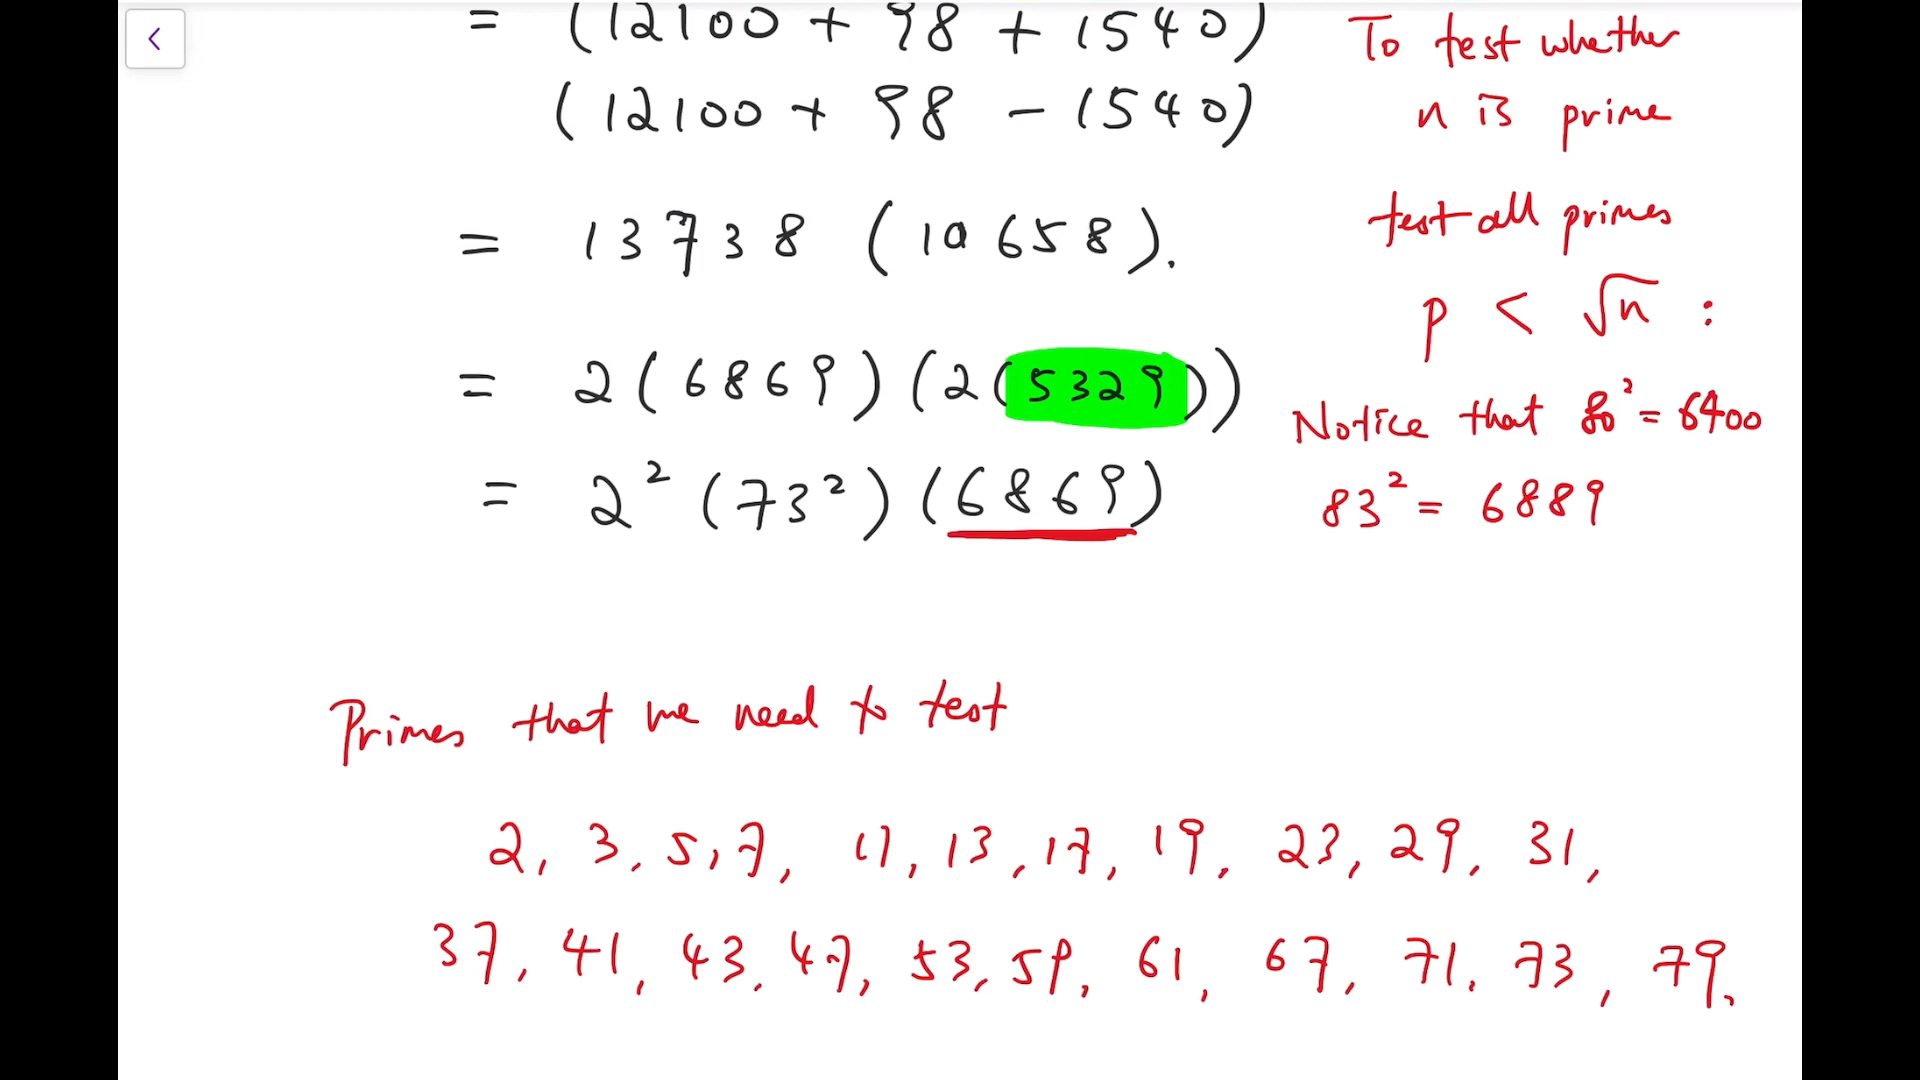 = (12100 + 98 + 1540)
(12100 + 98 - 1540)
= 13738 (10658).
= 2(6869)(2(5329))
= 2² (73²)(6869)
To test whether
n is prime
test all primes
p < √n :
Notice that 80² = 6400
83² = 6889
Primes that we need to test
2, 3, 5, 7, 11, 13, 17, 19, 23, 29, 31,
37, 41, 43, 47, 53, 59, 61, 67, 71, 73, 79.